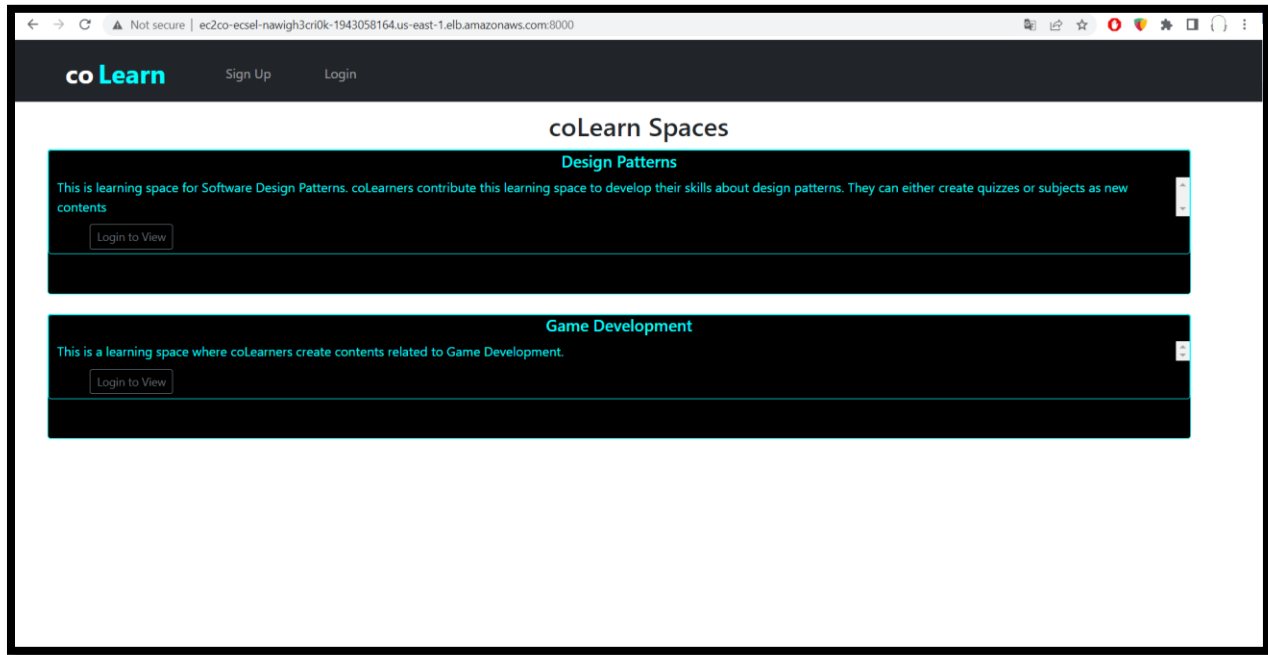 Not secure | ec2co-ecsel-nawigh3cri0k-1943058164.us-east-1.elb.amazonaws.com:8000
co Learn Sign Up Login
coLearn Spaces
Design Patterns
This is learning space for Software Design Patterns. coLearners contribute this learning space to develop their skills about design patterns. They can either create quizzes or subjects as new
contents
Login to View
Game Development
This is a learning space where coLearners create contents related to Game Development.
Login to View